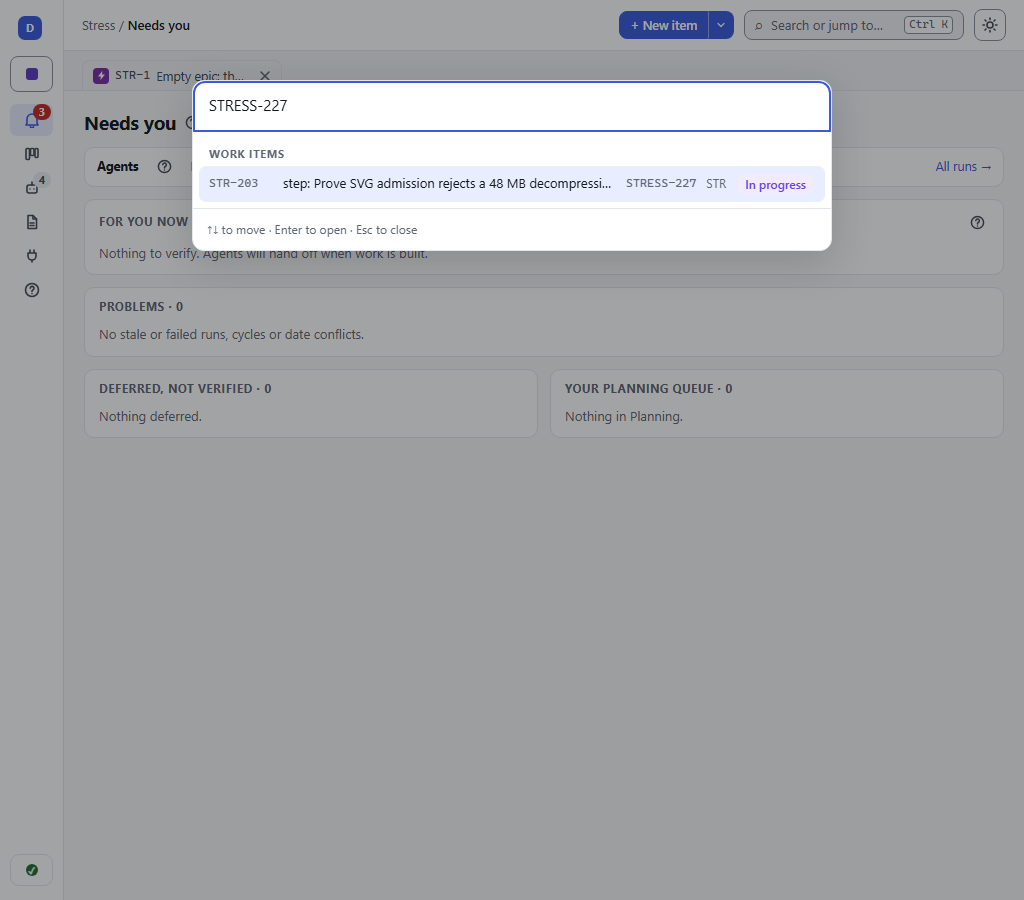 D
Stress / Needs you
+ New item
Search or jump to...
Ctrl K
STR-1 Empty epic: th...
3
4
Needs you
STRESS-227
WORK ITEMS
STR-203 step: Prove SVG admission rejects a 48 MB decompressi... STRESS-227 STR In progress
↑↓ to move · Enter to open · Esc to close
Agents
All runs →
FOR YOU NOW
Nothing to verify. Agents will hand off when work is built.
PROBLEMS · 0
No stale or failed runs, cycles or date conflicts.
DEFERRED, NOT VERIFIED · 0
Nothing deferred.
YOUR PLANNING QUEUE · 0
Nothing in Planning.